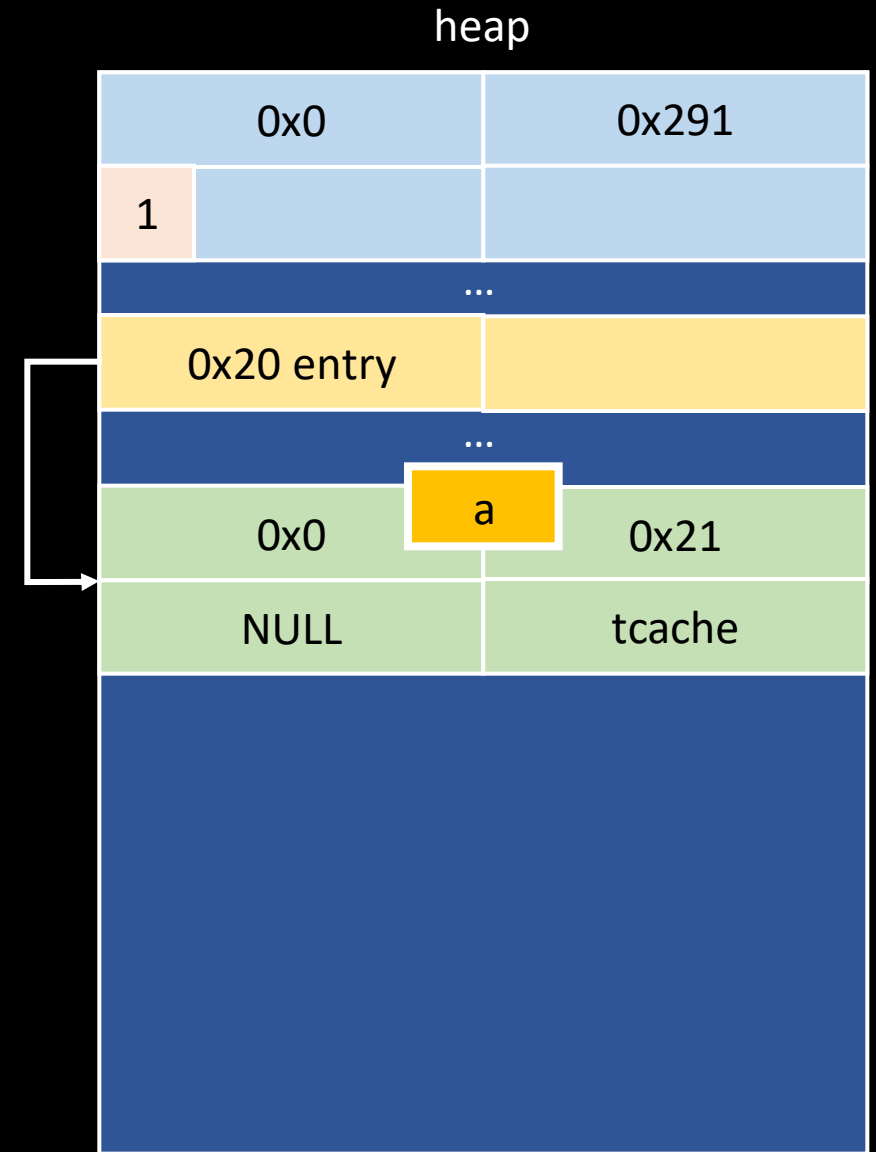 heap
0x0 0x291
1
...
0x20 entry
...
a
0x0 0x21
NULL tcache